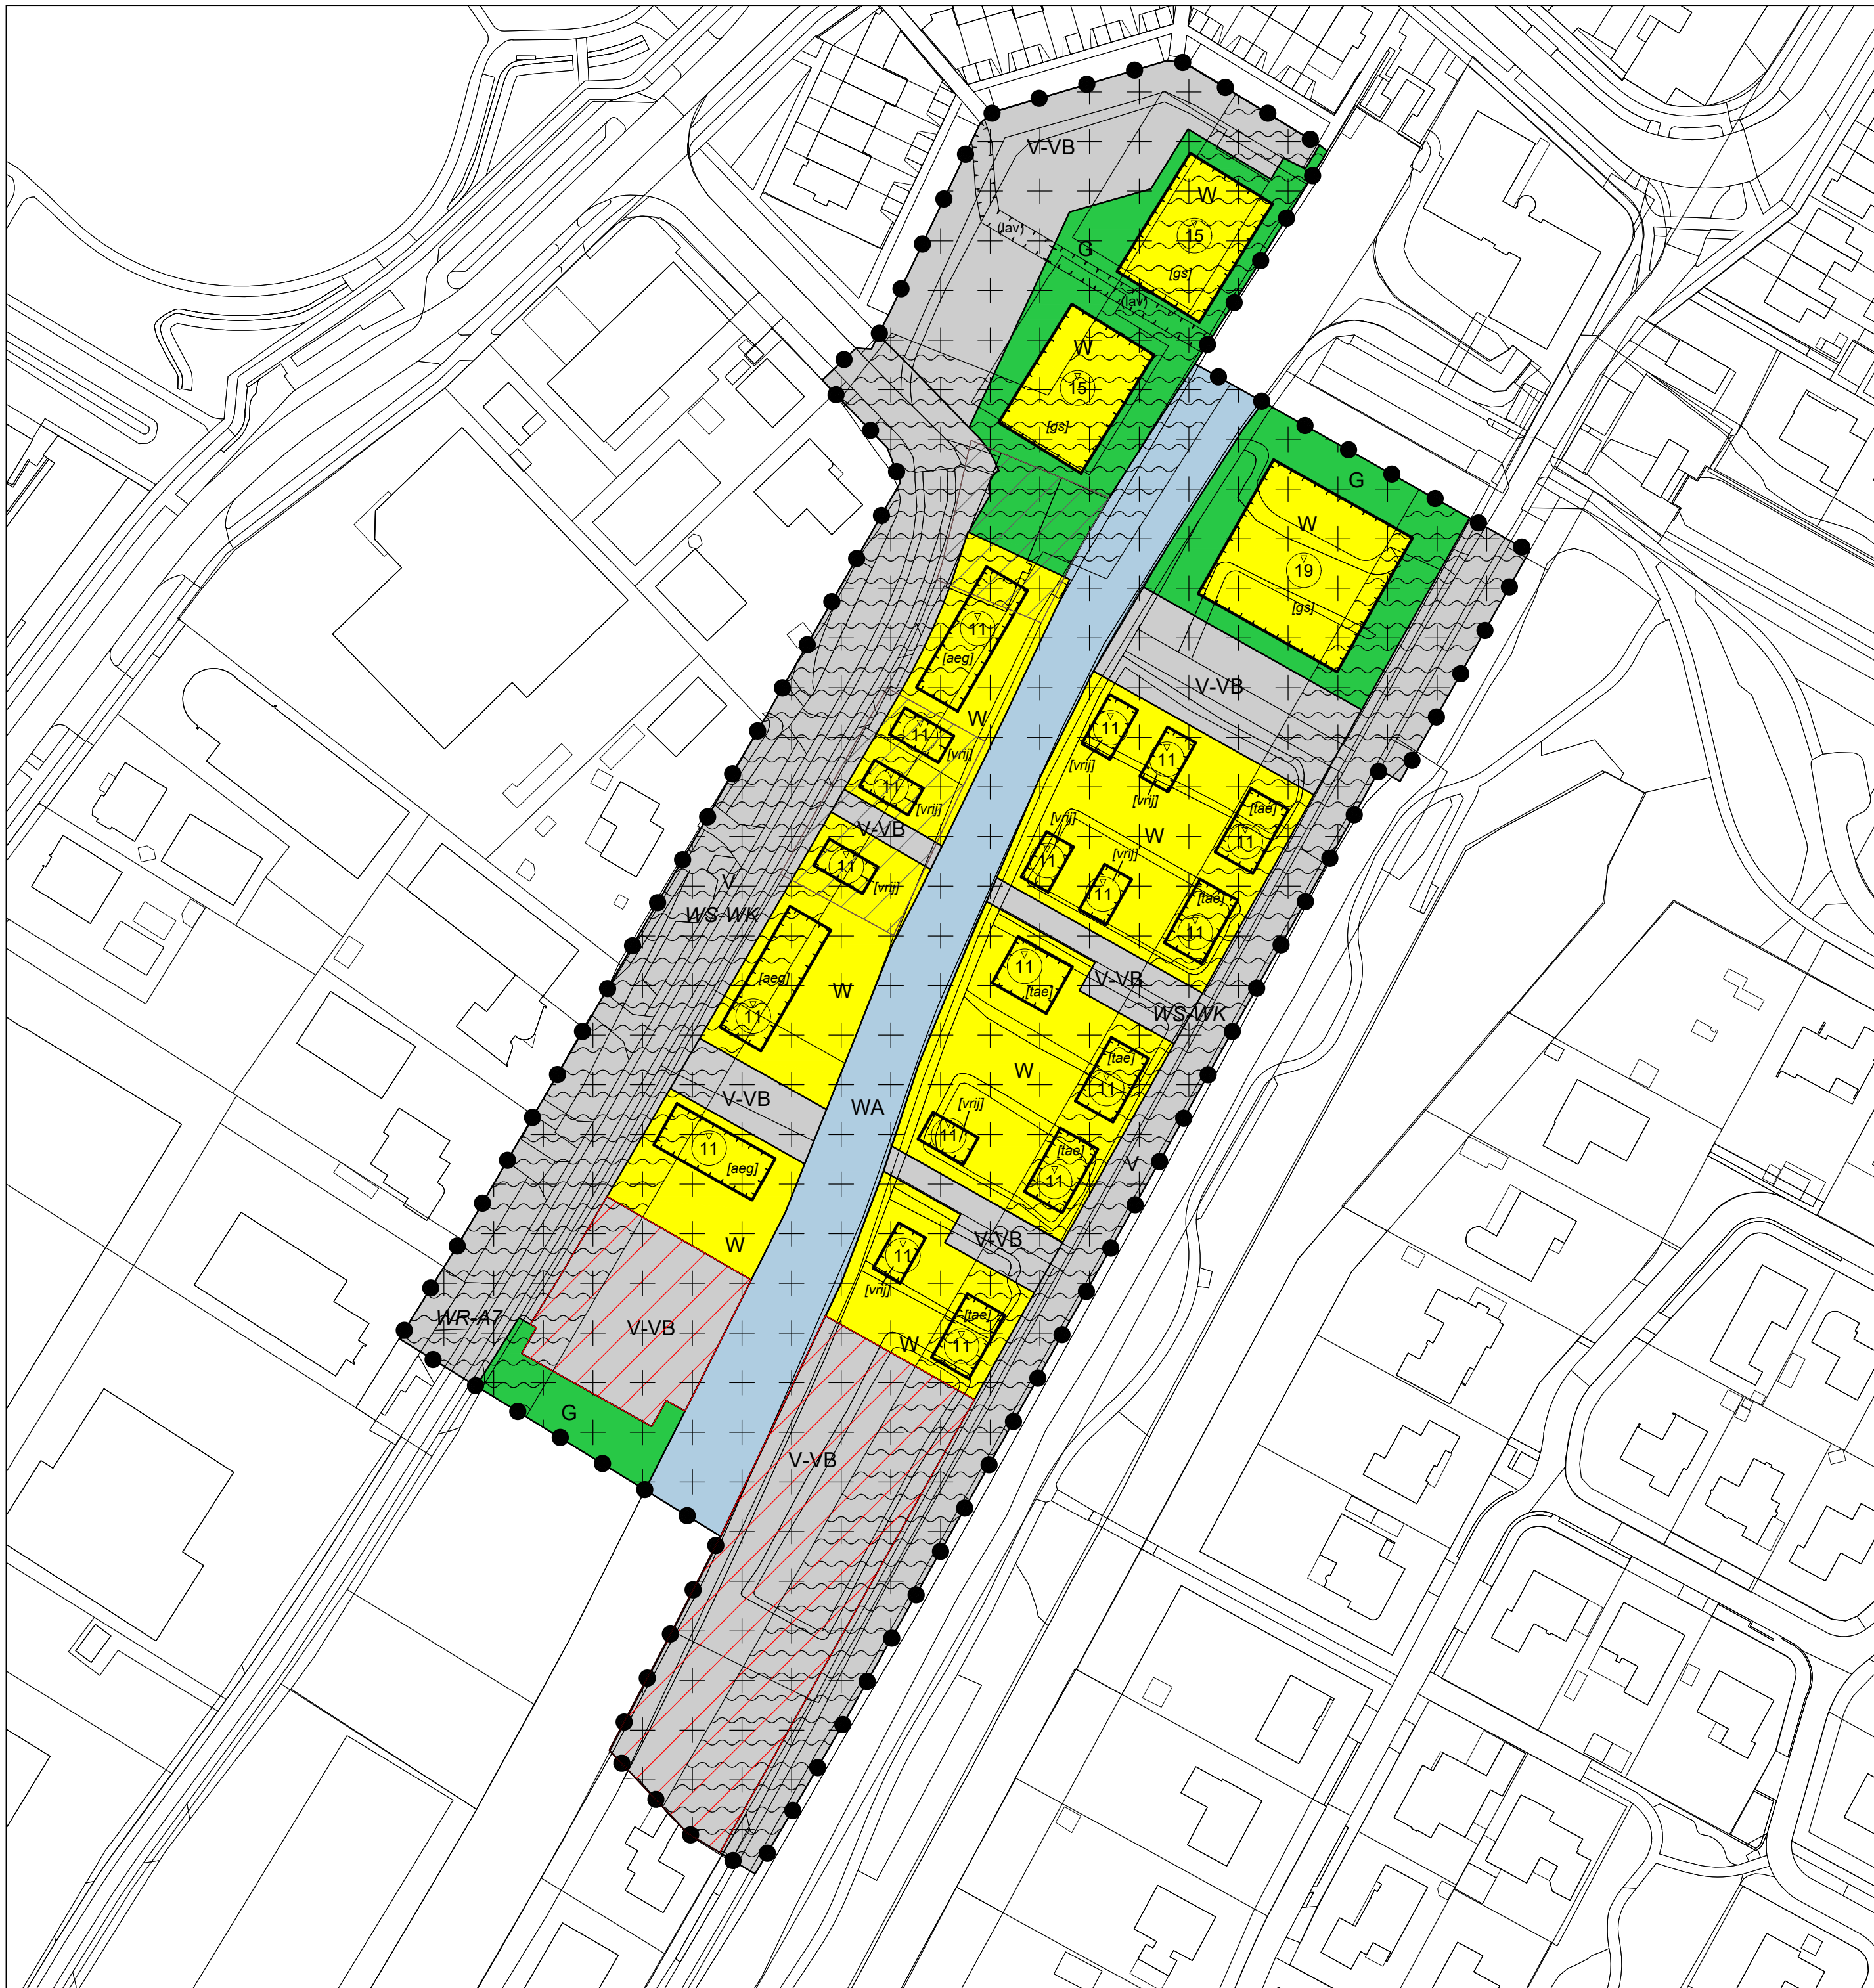 V-VB
W
15
[gs]
(lav)
G
(lav)
W
15
[gs]
G
W
19
[gs]
11
[aeg]
V-VB
W
11
[vrij]
11
[vrij]
11
[vrij]
11
[vrij]
[tae]
11
V-VB
W
[vrij]
11
[vrij]
11
11
[vrij]
V
WS-WK
[tae]
11
11
[tae]
V-VB
[aeg]
11
W
WS-WK
[tae]
11
W
V-VB
WA
[vrij]
11
11
[aeg]
[tae]
11
V
W
V-VB
11
[vrij]
WR-A7
V-VB
[tae]
11
W
G
V-VB